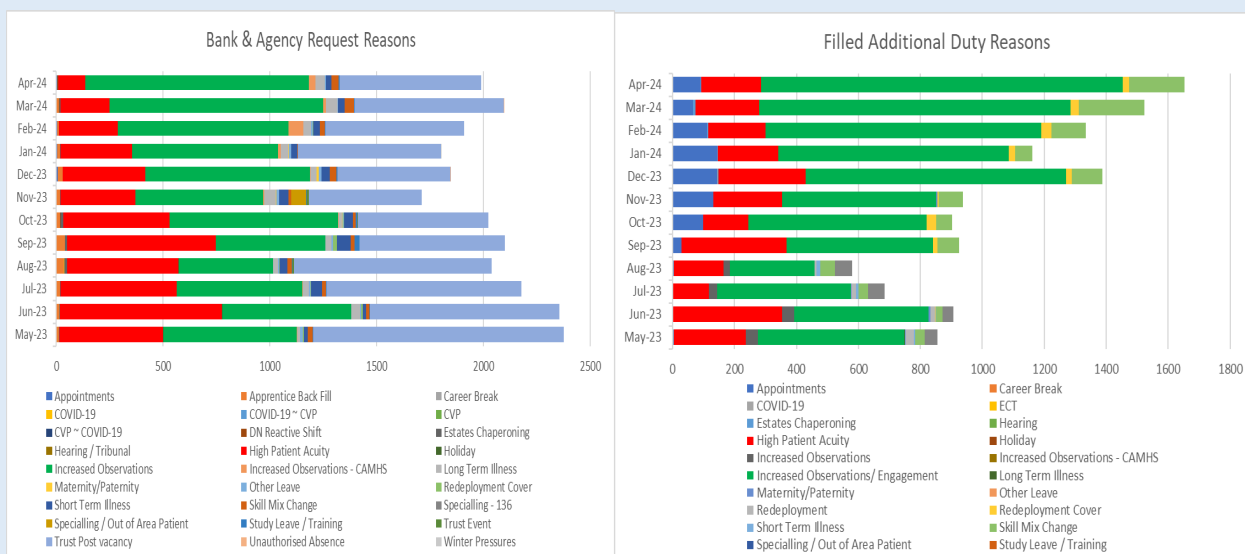 Bank & Agency Request Reasons
Apr-24
Mar-24
Feb-24
Jan-24
Dec-23
Nov-23
Oct-23
Sep-23
Aug-23
Jul-23
Jun-23
May-23
0 500 1000 1500 2000 2500
Appointments Apprentice Back Fill Career Break
COVID-19 COVID-19 ~ CVP CVP
CVP ~ COVID-19 DN Reactive Shift Estates Chaperoning
Hearing / Tribunal High Patient Acuity Holiday
Increased Observations Increased Observations - CAMHS Long Term Illness
Maternity/Paternity Other Leave Redeployment Cover
Short Term Illness Skill Mix Change Specialling - 136
Specialling / Out of Area Patient Study Leave / Training Trust Event
Trust Post vacancy Unauthorised Absence Winter Pressures
Filled Additional Duty Reasons
Apr-24
Mar-24
Feb-24
Jan-24
Dec-23
Nov-23
Oct-23
Sep-23
Aug-23
Jul-23
Jun-23
May-23
0 200 400 600 800 1000 1200 1400 1600 1800
Appointments Career Break
COVID-19 ECT
Estates Chaperoning Hearing
High Patient Acuity Holiday
Increased Observations Increased Observations - CAMHS
Increased Observations/ Engagement Long Term Illness
Maternity/Paternity Other Leave
Redeployment Redeployment Cover
Short Term Illness Skill Mix Change
Specialling / Out of Area Patient Study Leave / Training